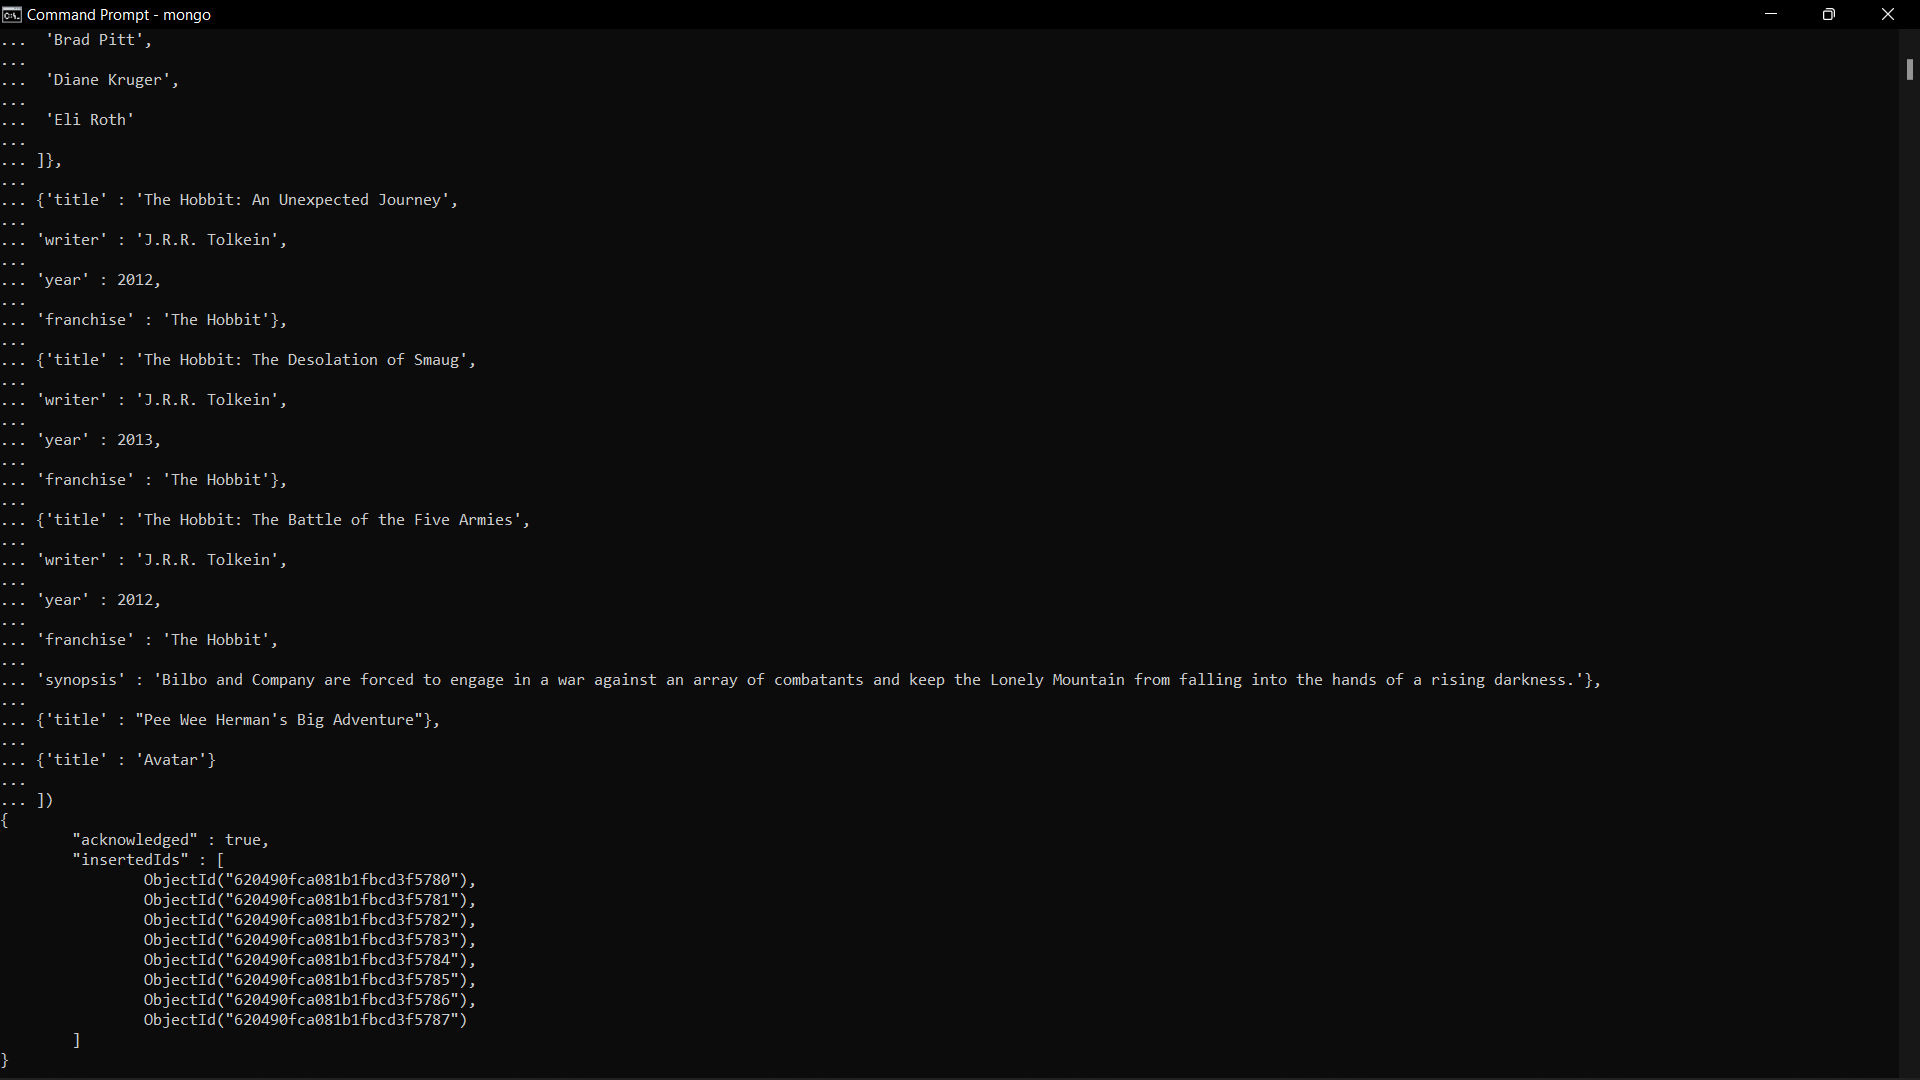 Command Prompt - mongo
...  'Brad Pitt',
...
...  'Diane Kruger',
...
...  'Eli Roth'
...
... ]},
...
... {'title' : 'The Hobbit: An Unexpected Journey',
...
... 'writer' : 'J.R.R. Tolkein',
...
... 'year' : 2012,
...
... 'franchise' : 'The Hobbit'},
...
... {'title' : 'The Hobbit: The Desolation of Smaug',
...
... 'writer' : 'J.R.R. Tolkein',
...
... 'year' : 2013,
...
... 'franchise' : 'The Hobbit'},
...
... {'title' : 'The Hobbit: The Battle of the Five Armies',
...
... 'writer' : 'J.R.R. Tolkein',
...
... 'year' : 2012,
...
... 'franchise' : 'The Hobbit',
...
... 'synopsis' : 'Bilbo and Company are forced to engage in a war against an array of combatants and keep the Lonely Mountain from falling into the hands of a rising darkness.'},
...
... {'title' : "Pee Wee Herman's Big Adventure"},
...
... {'title' : 'Avatar'}
...
... ])
{
        "acknowledged" : true,
        "insertedIds" : [
                ObjectId("620490fca081b1fbcd3f5780"),
                ObjectId("620490fca081b1fbcd3f5781"),
                ObjectId("620490fca081b1fbcd3f5782"),
                ObjectId("620490fca081b1fbcd3f5783"),
                ObjectId("620490fca081b1fbcd3f5784"),
                ObjectId("620490fca081b1fbcd3f5785"),
                ObjectId("620490fca081b1fbcd3f5786"),
                ObjectId("620490fca081b1fbcd3f5787")
        ]
}